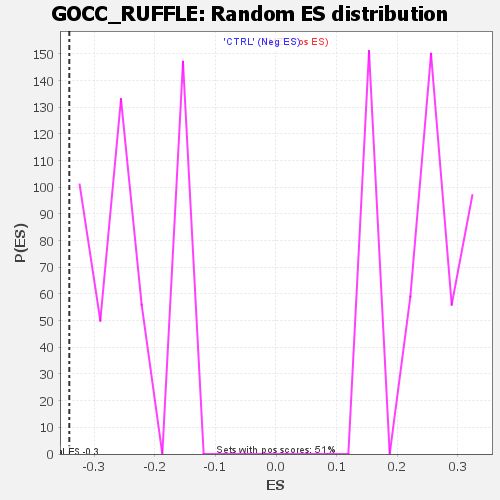 GOCC_RUFFLE: Random ES distribution
'CTRL' (Neg ES) os ES)
150
140
130
120
110
100
90
80
70
60
50
40
30
20
10
0
P(ES)
ES -0.3
Sets with pos scores: 51%
-0.3 -0.2 -0.1 0.0 0.1 0.2 0.3
ES